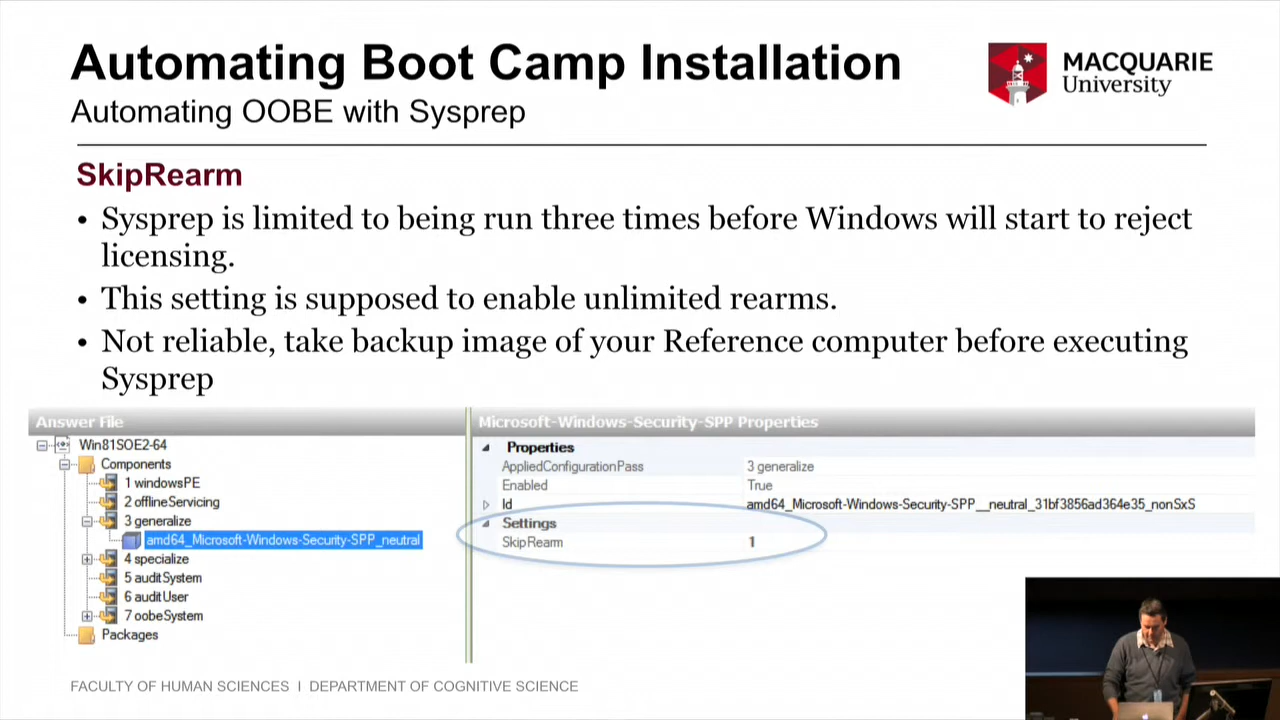 Automating Boot Camp Installation
Automating OOBE with Sysprep
MACQUARIE
University
SkipRearm
• Sysprep is limited to being run three times before Windows will start to reject
licensing.
• This setting is supposed to enable unlimited rearms.
• Not reliable, take backup image of your Reference computer before executing
Sysprep
Answer File
Win81SOE2-64
Components
1 windowsPE
2 offlineServicing
3 generalize
amd64_Microsoft-Windows-Security-SPP_neutral
4 specialize
5 auditSystem
6 auditUser
7 oobeSystem
Packages
Microsoft-Windows-Security-SPP Properties
Properties
AppliedConfigurationPass 3 generalize
Enabled True
Id amd64_Microsoft-Windows-Security-SPP__neutral_31bf3856ad364e35_nonSxS
Settings
SkipRearm 1
FACULTY OF HUMAN SCIENCES I DEPARTMENT OF COGNITIVE SCIENCE